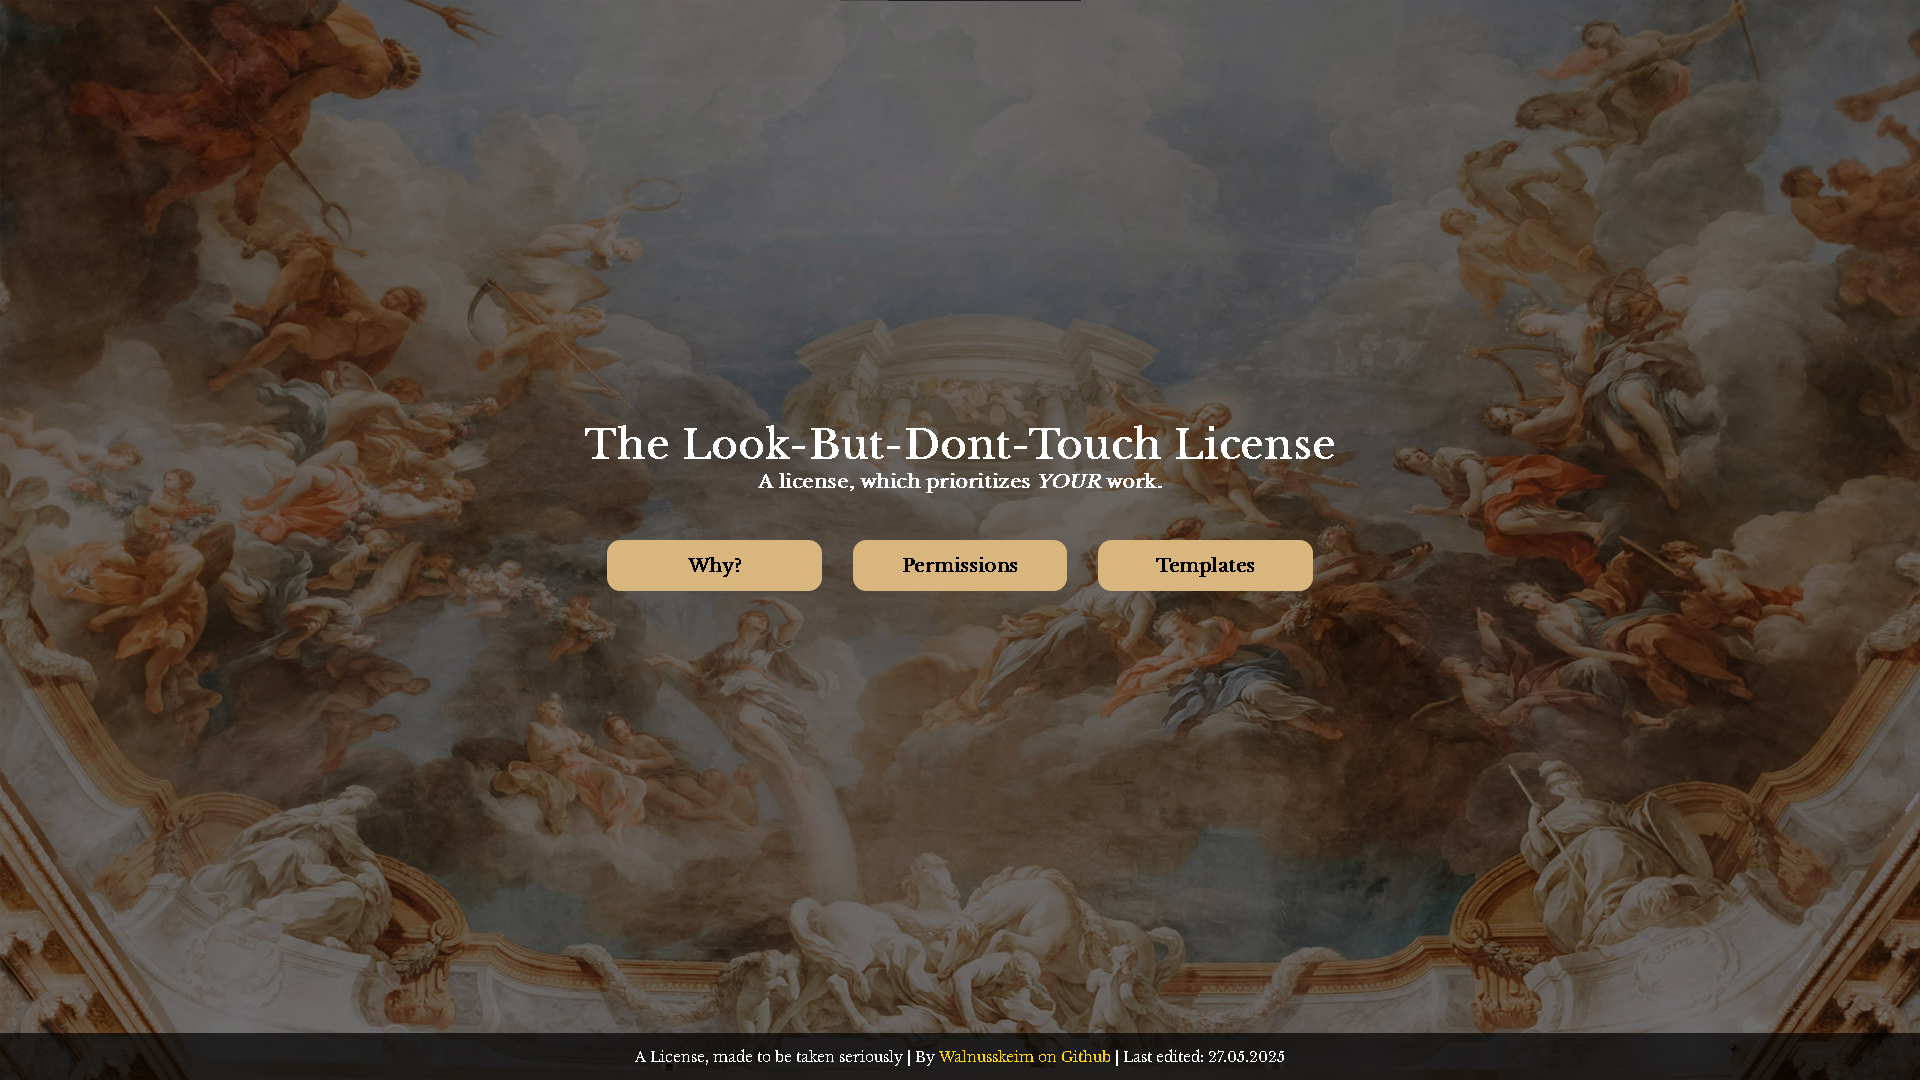 The Look-But-Dont-Touch License
A license, which prioritizes YOUR work.
Why?
Permissions
Templates
A License, made to be taken seriously | By Walnusskeim on Github | Last edited: 27.05.2025